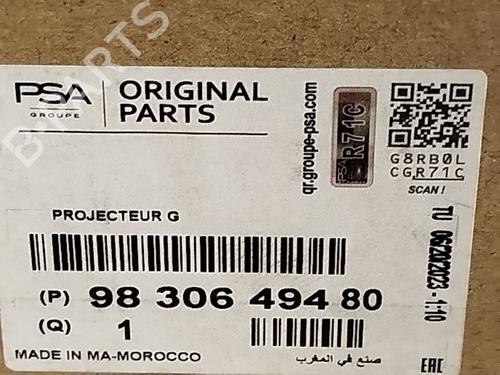 B-PARTS
PSA
GROUPE
ORIGINAL
PARTS
qr.groupe-psa.com
PSA R71C
G8RB0L
CGR71C
SCAN!
PROJECTEUR G
TU 06/20/2023 - 1:10
(P) 98 306 494 80
(Q) 1
MADE IN MA-MOROCCO
صنع في المغرب
EAC